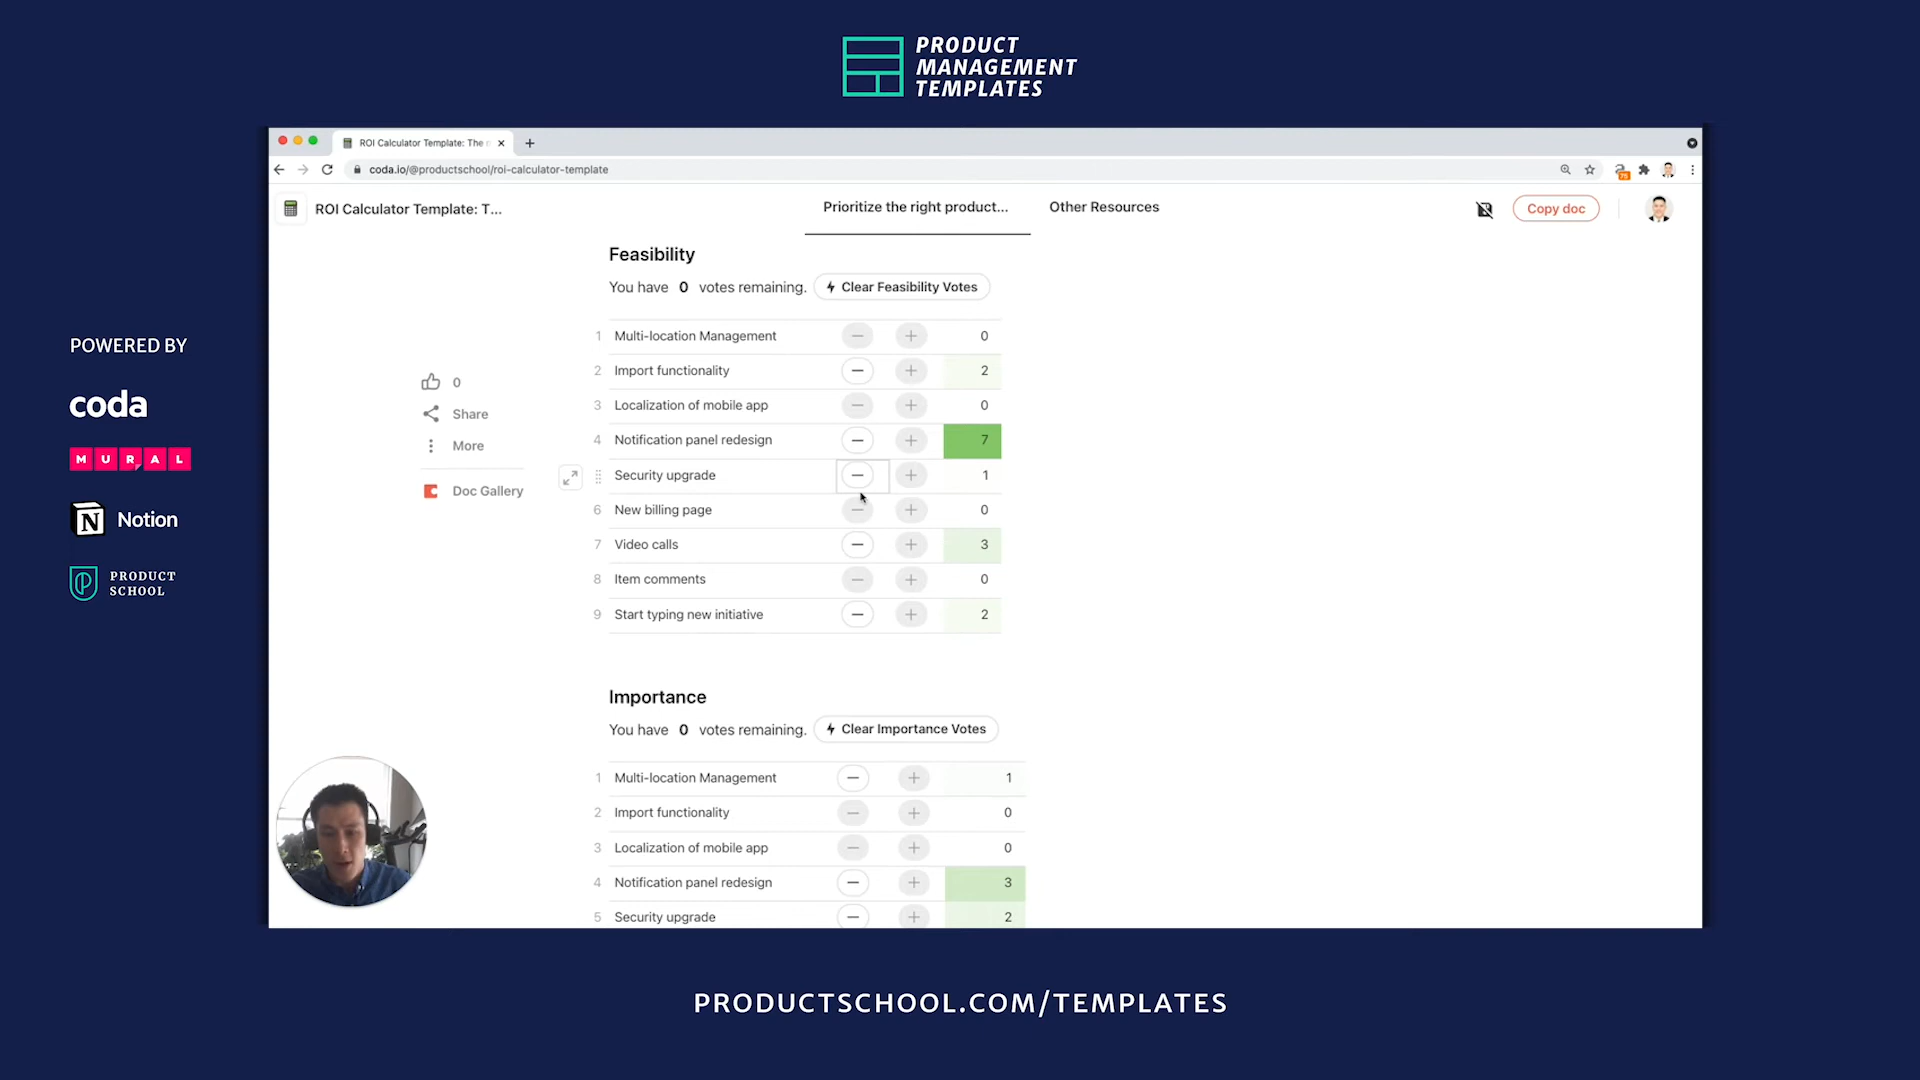 PRODUCT
MANAGEMENT
TEMPLATES
ROI Calculator Template: The
coda.io/@productschool/roi-calculator-template
75
ROI Calculator Template: T...
Prioritize the right product...
Other Resources
Copy doc
POWERED BY
coda
MURAL
Notion
PRODUCT
SCHOOL
0
Share
More
Doc Gallery
Feasibility
You have 0 votes remaining. Clear Feasibility Votes
1 Multi-location Management − + 0
2 Import functionality − + 2
3 Localization of mobile app − + 0
4 Notification panel redesign − + 7
Security upgrade − + 1
6 New billing page − + 0
7 Video calls − + 3
8 Item comments − + 0
9 Start typing new initiative − + 2
Importance
You have 0 votes remaining. Clear Importance Votes
1 Multi-location Management − + 1
2 Import functionality − + 0
3 Localization of mobile app − + 0
4 Notification panel redesign − + 3
5 Security upgrade − + 2
PRODUCTSCHOOL.COM/TEMPLATES